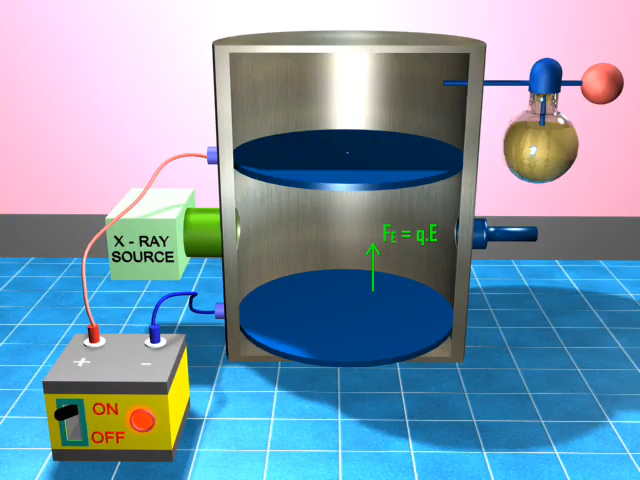 F_E = q.E
X - RAY
SOURCE
+ -
ON
OFF